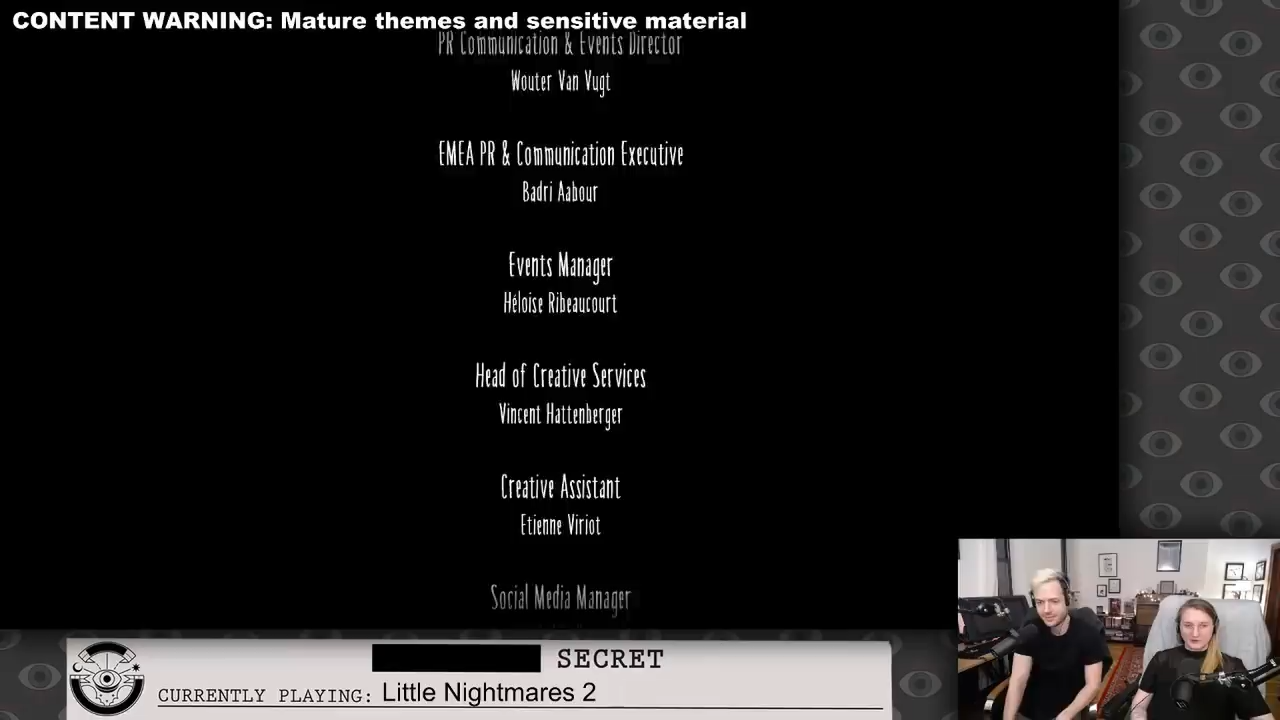 CONTENT WARNING: Mature themes and sensitive material
PR Communication & Events Director
Wouter Van Vugt
EMEA PR & Communication Executive
Badri Aabour
Events Manager
Héloise Ribeaucourt
Head of Creative Services
Vincent Hattenberger
Creative Assistant
Etienne Viriot
Social Media Manager
SECRET
CURRENTLY PLAYING: Little Nightmares 2